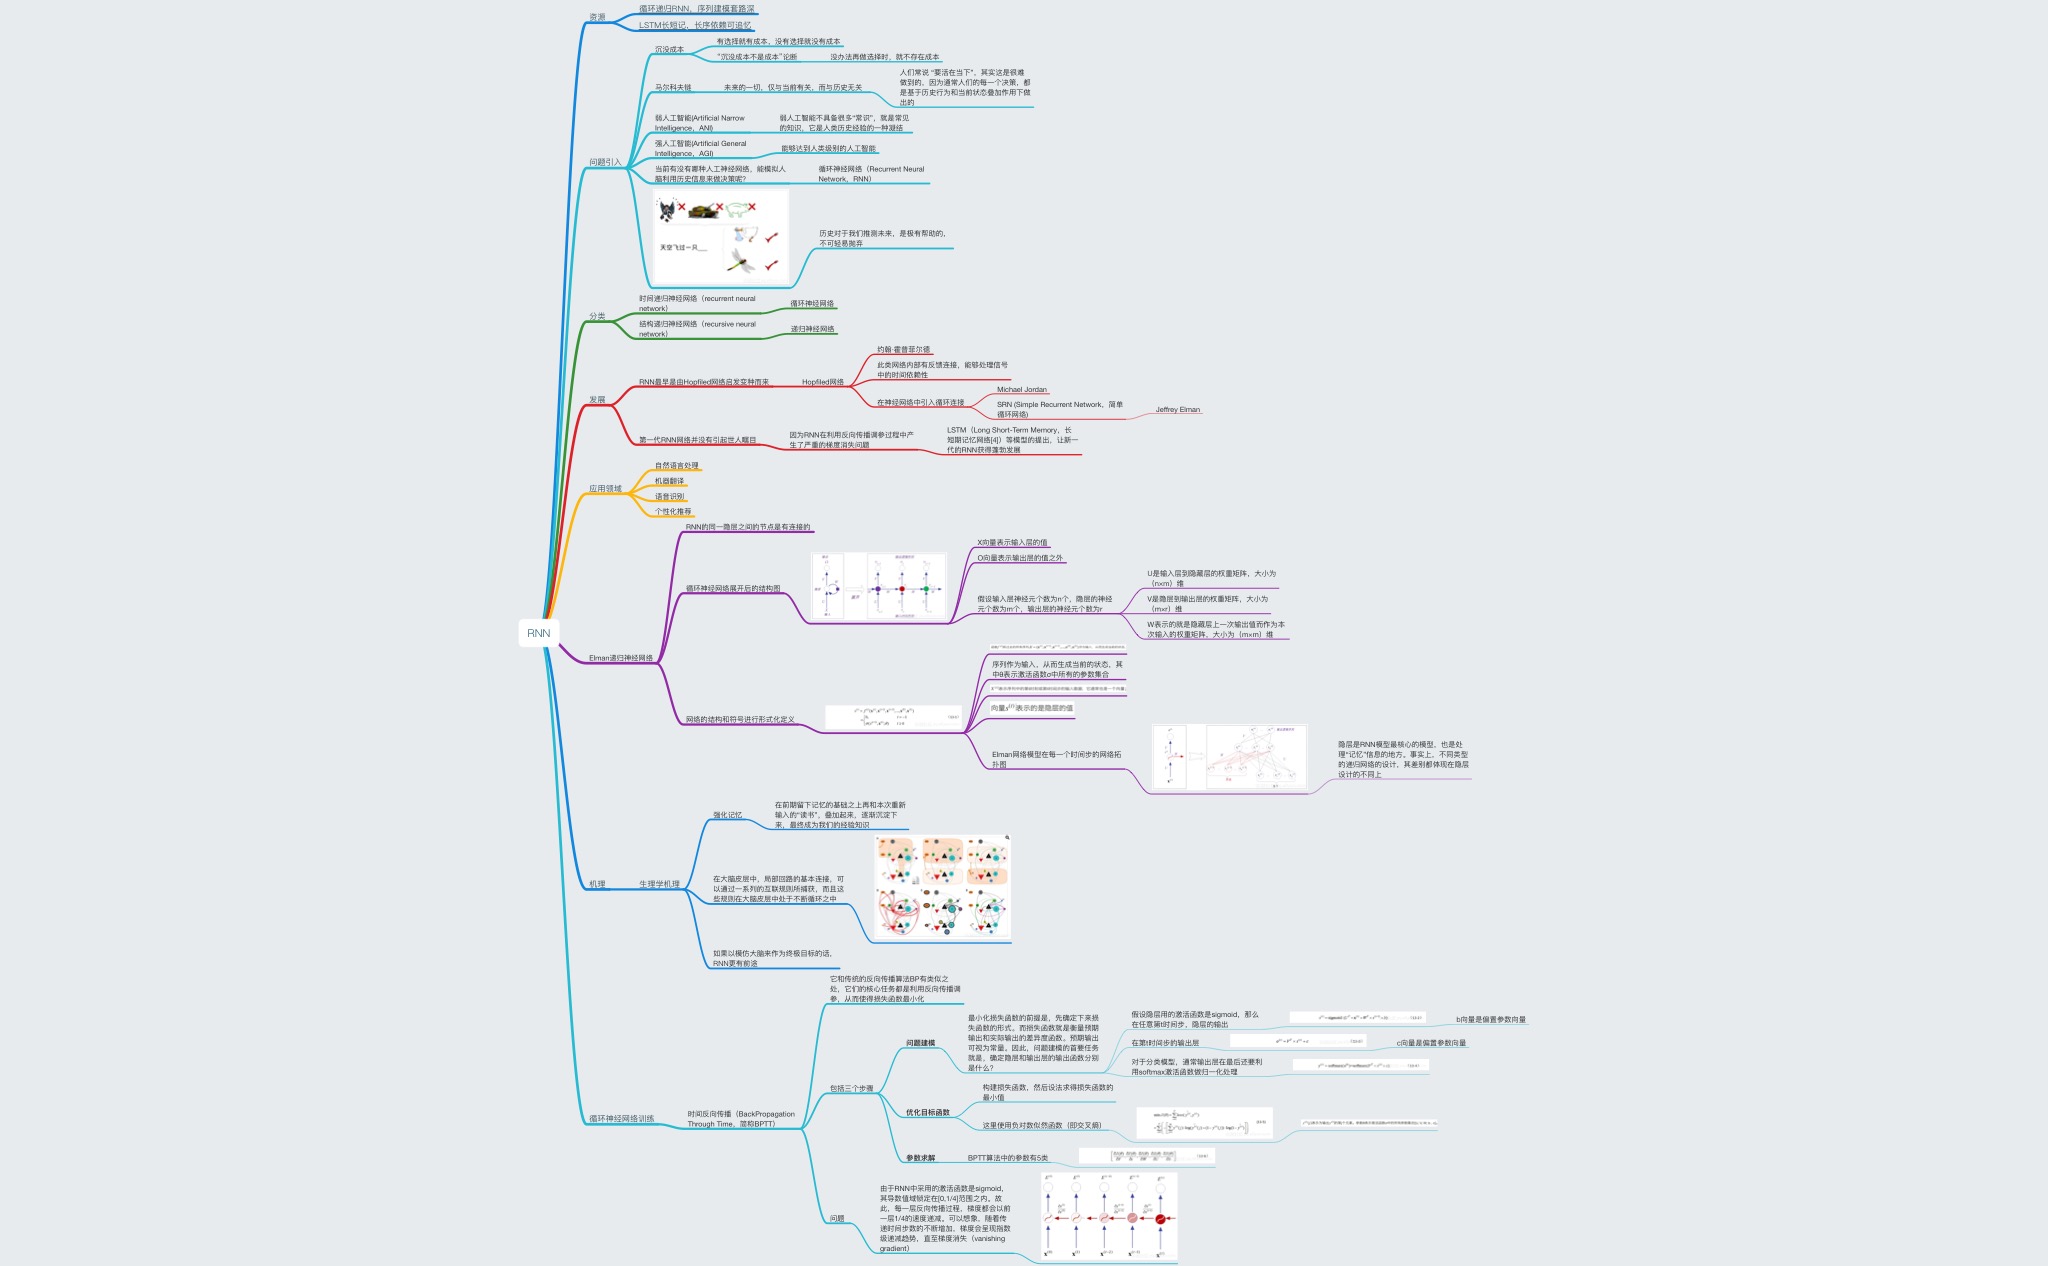 RNN
资源
循环递归RNN，序列建模套路深
LSTM长短记，长序依赖可追忆
问题引入
沉没成本
有选择就有成本，没有选择就没有成本
“沉没成本不是成本”论断
没办法再做选择时，就不存在成本
马尔科夫链
未来的一切，仅与当前有关，而与历史无关
人们常说 “要活在当下”，其实这是很难
做到的，因为通常人们的每一个决策，都
是基于历史行为和当前状态叠加作用下做
出的
弱人工智能(Artificial Narrow
Intelligence，ANI)
弱人工智能不具备很多“常识”，就是常见
的知识，它是人类历史经验的一种凝结
强人工智能(Artificial General
Intelligence，AGI)
能够达到人类级别的人工智能
当前有没有哪种人工神经网络，能模拟人
脑利用历史信息来做决策呢?
循环神经网络（Recurrent Neural
Network，RNN）
天空飞过一只___
历史对于我们推测未来，是极有帮助的，
不可轻易抛弃
分类
时间递归神经网络（recurrent neural
network）
循环神经网络
结构递归神经网络（recursive neural
network）
递归神经网络
发展
RNN最早是由Hopfiled网络启发变种而来
Hopfiled网络
约翰·霍普菲尔德
此类网络内部有反馈连接，能够处理信号
中的时间依赖性
在神经网络中引入循环连接
Michael Jordan
SRN (Simple Recurrent Network，简单
循环网络)
Jeffrey Elman
第一代RNN网络并没有引起世人瞩目
因为RNN在利用反向传播调参过程中产
生了严重的梯度消失问题
LSTM（Long Short-Term Memory，长
短期记忆网络[4]）等模型的提出，让新一
代的RNN获得蓬勃发展
应用领域
自然语言处理
机器翻译
语音识别
个性化推荐
Elman递归神经网络
RNN的同一隐层之间的节点是有连接的
循环神经网络展开后的结构图
展开
X向量表示输入层的值
O向量表示输出层的值之外
假设输入层神经元个数为n个，隐层的神经
元个数为m个，输出层的神经元个数为r
U是输入层到隐藏层的权重矩阵，大小为
（n×m）维
V是隐层到输出层的权重矩阵，大小为
（m×r）维
W表示的就是隐藏层上一次输出值而作为本
次输入的权重矩阵，大小为（m×m）维
网络的结构和符号进行形式化定义
序列作为输入，从而生成当前的状态，其
中θ表示激活函数σ中所有的参数集合
向量s⁽ᵗ⁾表示的是隐层的值
Elman网络模型在每一个时间步的网络拓
扑图
隐层是RNN模型最核心的模型，也是处
理“记忆”信息的地方。事实上，不同类型
的递归网络的设计，其差别都体现在隐层
设计的不同上
机理
生理学机理
强化记忆
在前期留下记忆的基础之上再和本次重新
输入的“读书”，叠加起来，逐渐沉淀下
来，最终成为我们的经验知识
在大脑皮层中，局部回路的基本连接，可
以通过一系列的互联规则所捕获，而且这
些规则在大脑皮层中处于不断循环之中
如果以模仿大脑来作为终极目标的话，
RNN更有前途
循环神经网络训练
时间反向传播（BackPropagation
Through Time，简称BPTT）
它和传统的反向传播算法BP有类似之
处，它们的核心任务都是利用反向传播调
参，从而使得损失函数最小化
包括三个步骤
问题建模
最小化损失函数的前提是，先确定下来损
失函数的形式。而损失函数就是衡量预期
输出和实际输出的差异度函数。预期输出
可视为常量。因此，问题建模的首要任务
就是，确定隐层和输出层的输出函数分别
是什么？
假设隐层用的激活函数是sigmoid，那么
在任意第t时间步，隐层的输出
b向量是偏置参数向量
在第t时间步的输出层
c向量是偏置参数向量
对于分类模型，通常输出层在最后还要利
用softmax激活函数做归一化处理
优化目标函数
构建损失函数，然后设法求得损失函数的
最小值
这里使用负对数似然函数（即交叉熵）
参数求解
BPTT算法中的参数有5类
问题
由于RNN中采用的激活函数是sigmoid，
其导数值域锁定在[0,1/4]范围之内。故
此，每一层反向传播过程，梯度都会以前
一层1/4的速度递减。可以想象，随着传
递时间步数的不断增加，梯度会呈现指数
级递减趋势，直至梯度消失（vanishing
gradient）